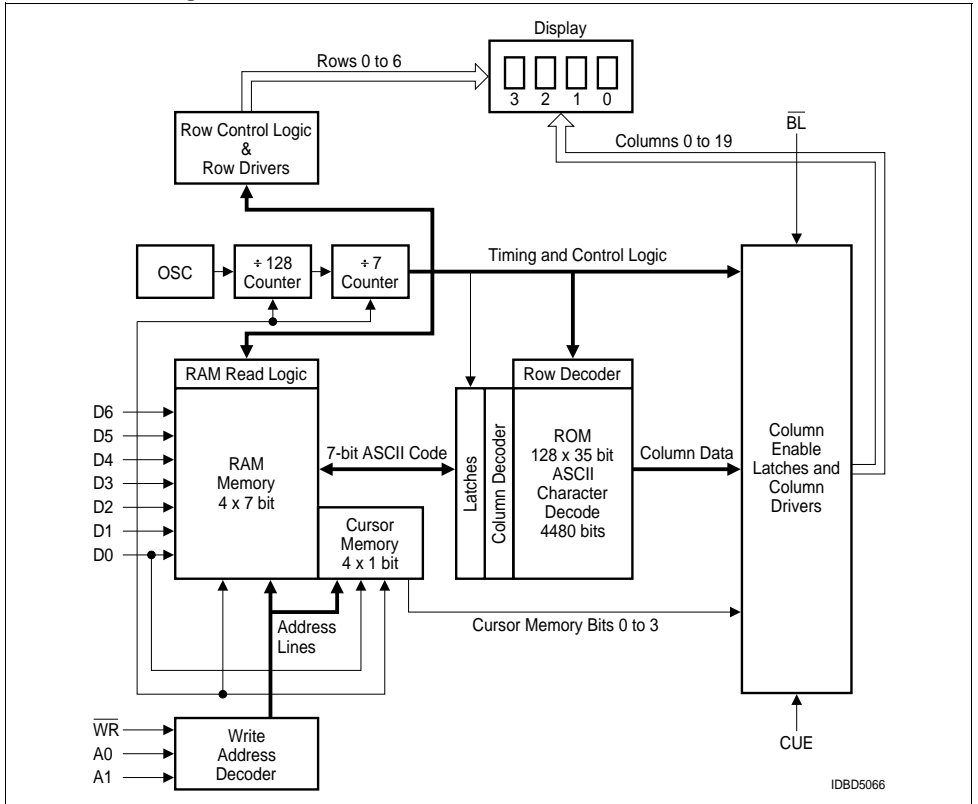 Display
Rows 0 to 6
3 2 1 0
Row Control Logic
&
Row Drivers
Columns 0 to 19
BL
OSC
÷ 128
Counter
÷ 7
Counter
Timing and Control Logic
RAM Read Logic
Row Decoder
D6
D5
D4
D3
D2
D1
D0
RAM
Memory
4 x 7 bit
7-bit ASCII Code
Latches
Column Decoder
ROM
128 x 35 bit
ASCII
Character
Decode
4480 bits
Column Data
Column
Enable
Latches and
Column
Drivers
Cursor
Memory
4 x 1 bit
Address
Lines
Cursor Memory Bits 0 to 3
WR
A0
A1
Write
Address
Decoder
CUE
IDBD5066